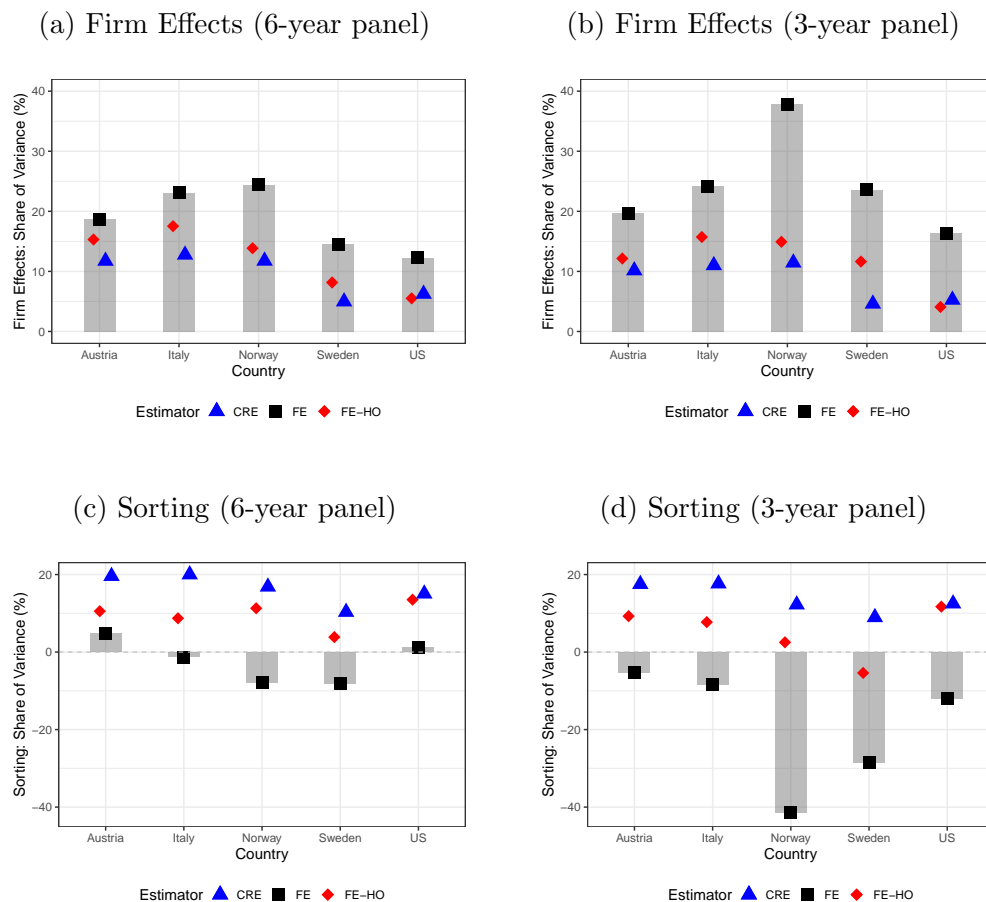 (a) Firm Effects (6-year panel)
(b) Firm Effects (3-year panel)
Firm Effects: Share of Variance (%)
40
30
20
10
0
Austria Italy Norway Sweden US
Country
Estimator CRE FE FE−HO
Firm Effects: Share of Variance (%)
40
30
20
10
0
Austria Italy Norway Sweden US
Country
Estimator CRE FE FE−HO
(c) Sorting (6-year panel)
(d) Sorting (3-year panel)
Sorting: Share of Variance (%)
20
0
−20
−40
Austria Italy Norway Sweden US
Country
Estimator CRE FE FE−HO
Sorting: Share of Variance (%)
20
0
−20
−40
Austria Italy Norway Sweden US
Country
Estimator CRE FE FE−HO